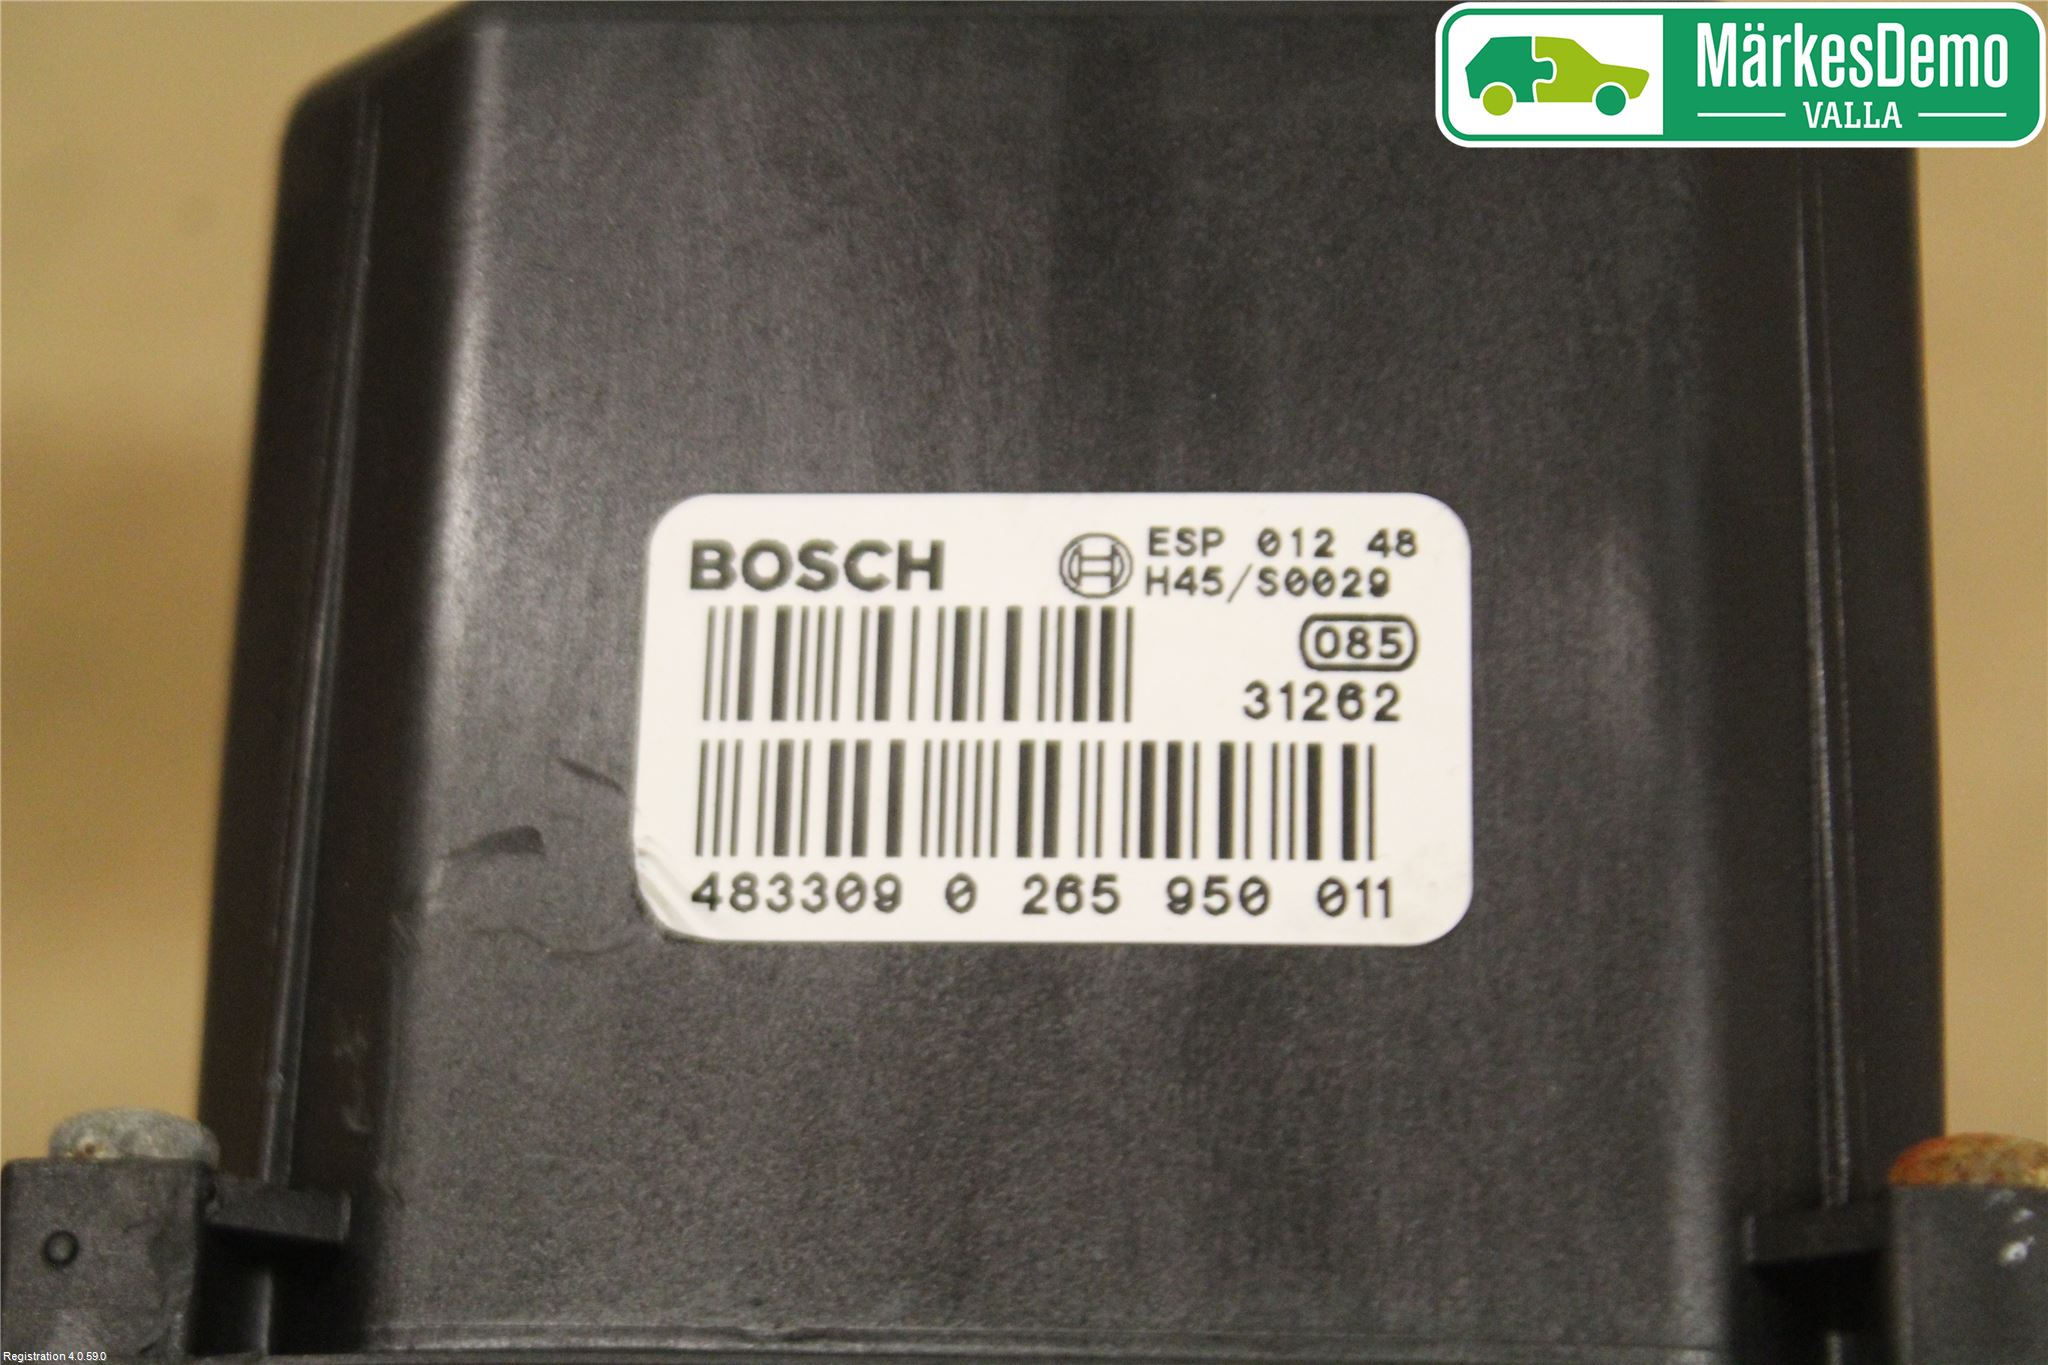 MärkesDemo
VALLA
BOSCH
ESP 012 48
H45/S0029
085
31262
483309 0 265 950 011
Registration 4.0.59.0